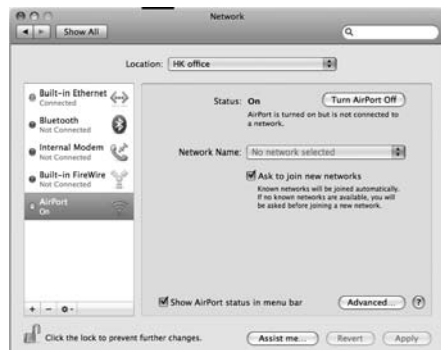 Network
Show All
Location: HK office
Built-in Ethernet
Connected
Bluetooth
Not Connected
Internal Modem
Not Connected
Built-in FireWire
Not Connected
AirPort
On
Status: On
Turn AirPort Off
AirPort is turned on but is not connected to
a network.
Network Name: No network selected
Ask to join new networks
Known networks will be joined automatically.
If no known networks are available, you will
be asked before joining a new network.
Show AirPort status in menu bar
Advanced... ?
+ −
Click the lock to prevent further changes.
Assist me... Revert Apply